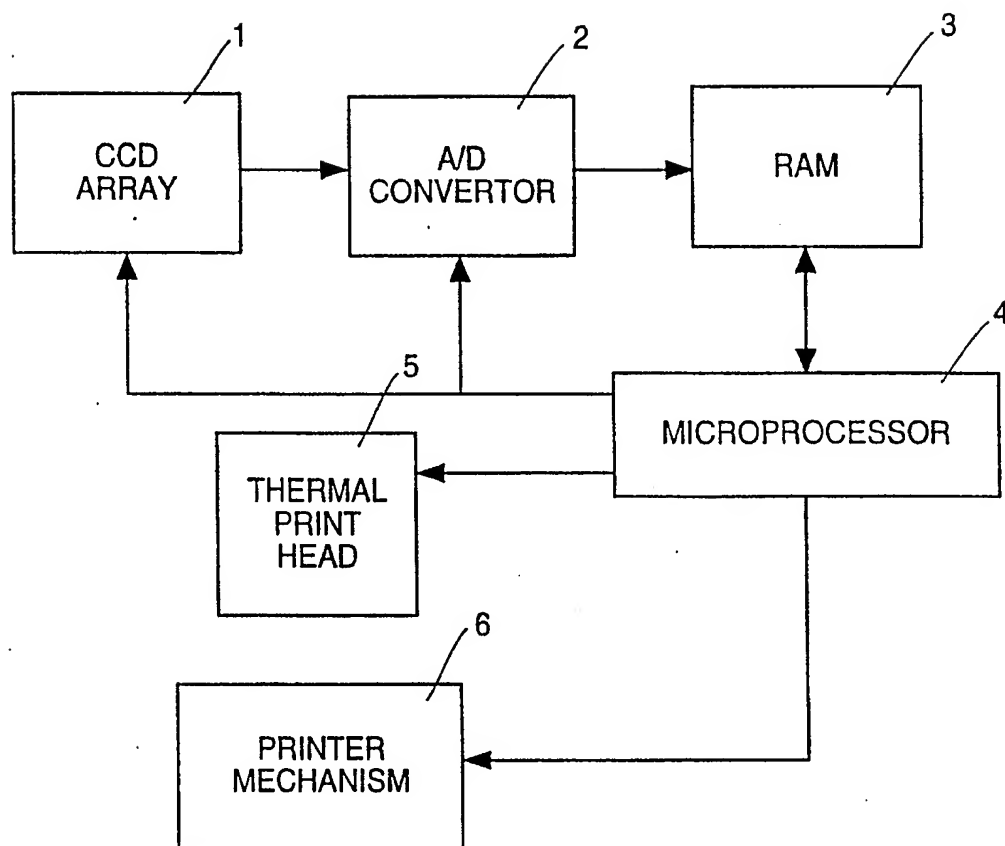 1
2
3
CCD
ARRAY
A/D
CONVERTOR
RAM
4
5
MICROPROCESSOR
THERMAL
PRINT
HEAD
6
PRINTER
MECHANISM